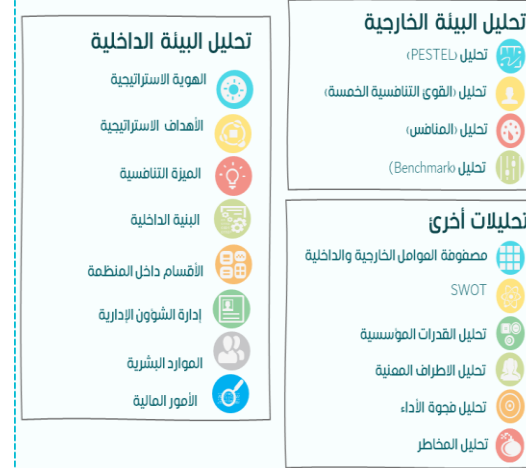 تحليل البيئة الخارجية
تحليل (PESTEL)
تحليل (القوى التنافسية الخمسة)
تحليل (المنافس)
تحليل (Benchmark)
تحليلات أخرى
مصفوفة العوامل الخارجية والداخلية
SWOT
تحليل القدرات المؤسسية
تحليل الاطراف المعنية
تحليل فجوة الأداء
تحليل المخاطر
تحليل البيئة الداخلية
الهوية الاستراتيجية
الأهداف الاستراتيجية
الميزة التنافسية
البنية الداخلية
الأقسام داخل المنظمة
إدارة الشؤون الإدارية
الموارد البشرية
الأمور المالية